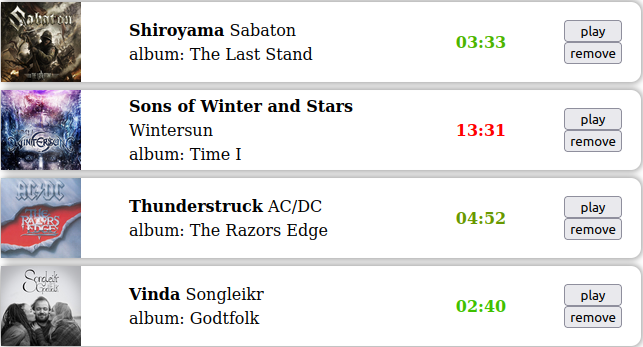 Sabaton
Shiroyama Sabaton
album: The Last Stand
03:33
play
remove
WINTERSUN
Sons of Winter and Stars
Wintersun
album: Time I
13:31
play
remove
AC/DC
THE
RAZORS
EDGE
Thunderstruck AC/DC
album: The Razors Edge
04:52
play
remove
Songleikr
Godtfolk
Vinda Songleikr
album: Godtfolk
02:40
play
remove